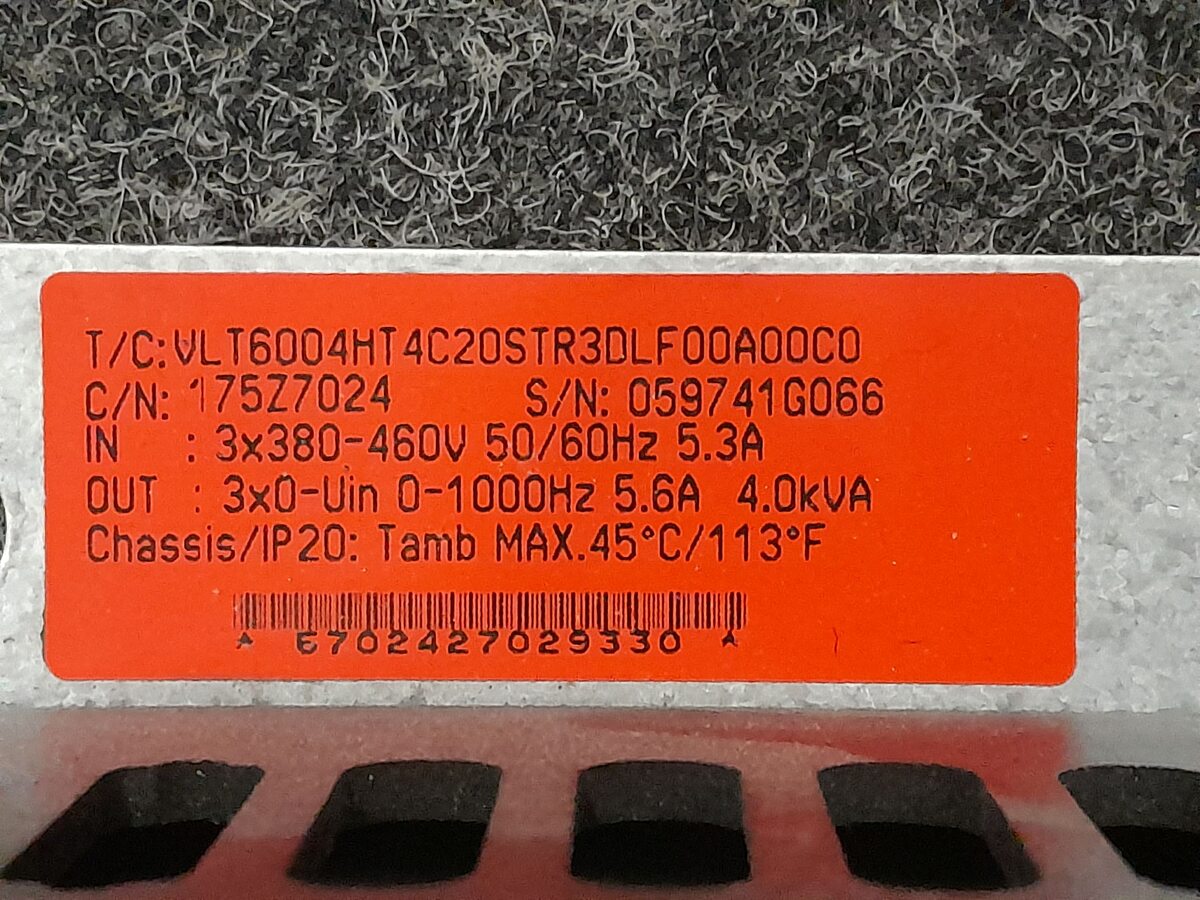 T/C:VLT6004HT4C20STR3DLF00A00C0
C/N: 175Z7024 S/N: 059741G066
IN : 3x380-460V 50/60Hz 5.3A
OUT : 3x0-Uin 0-1000Hz 5.6A 4.0kVA
Chassis/IP20: Tamb MAX.45°C/113°F
* E702427029330 *